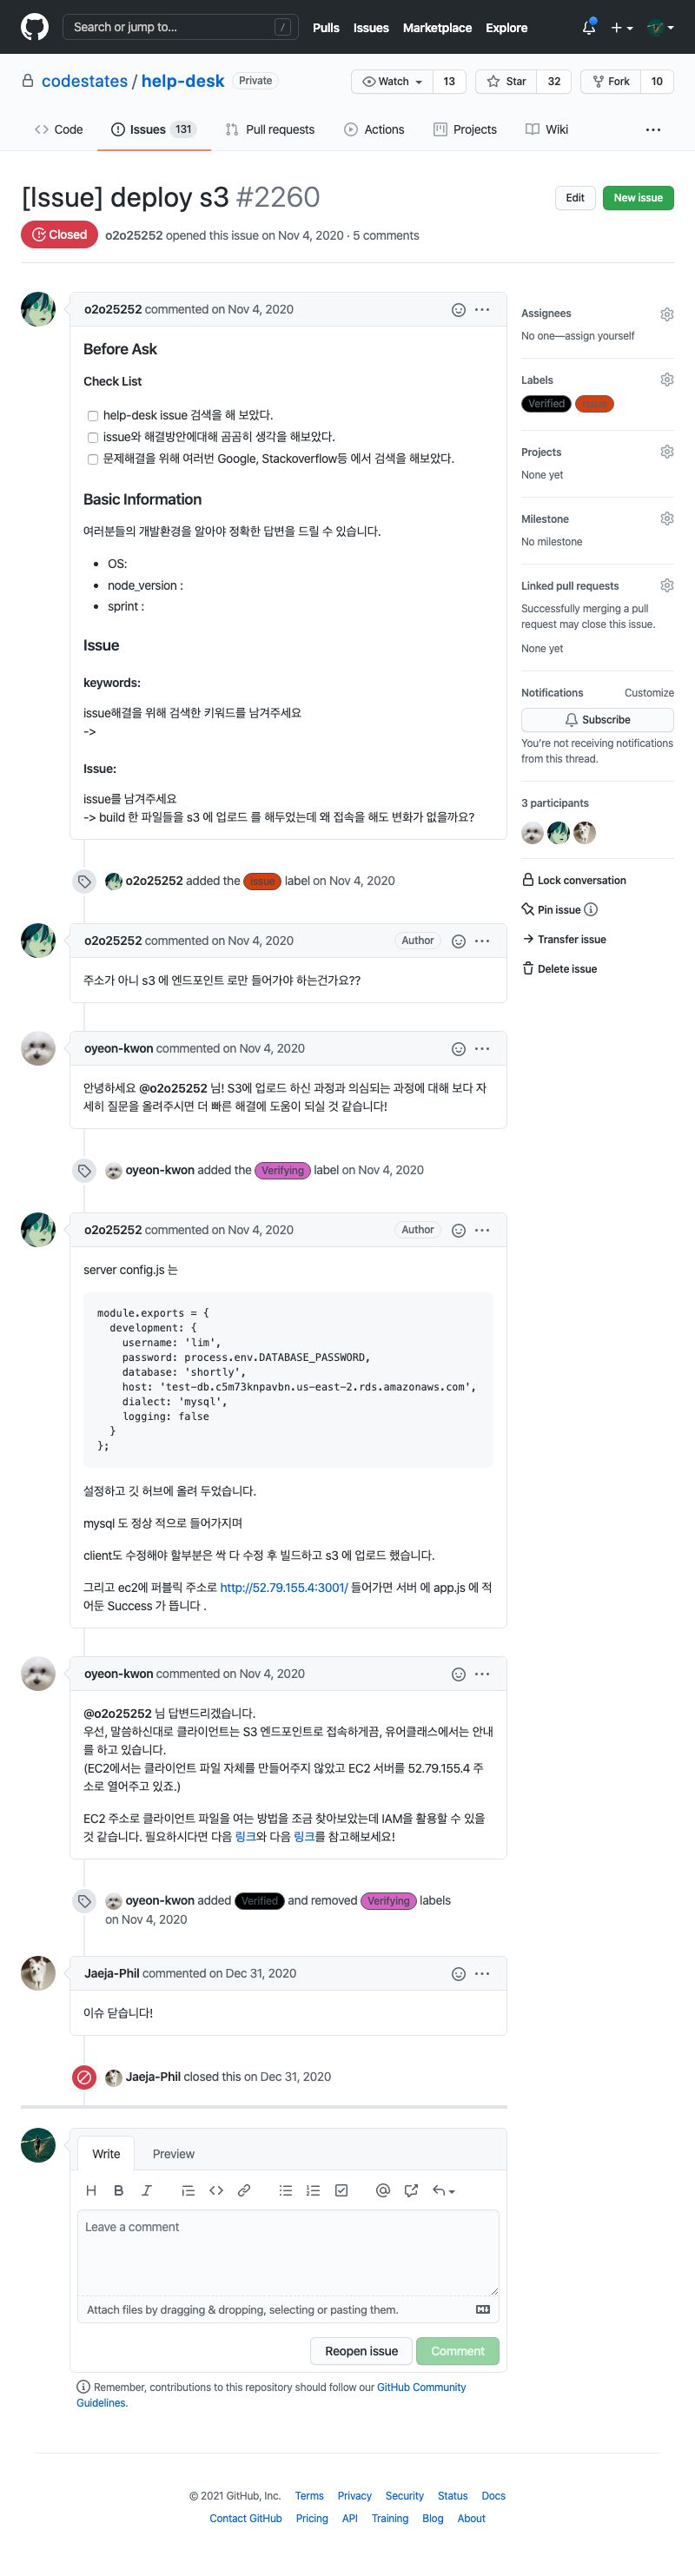 Search or jump to...
/
Pulls Issues Marketplace Explore
codestates / help-desk Private
Watch 13 Star 32 Fork 10
Code Issues 131 Pull requests Actions Projects Wiki
[Issue] deploy s3 #2260
Edit New issue
Closed o2o25252 opened this issue on Nov 4, 2020 · 5 comments
o2o25252 commented on Nov 4, 2020
Before Ask
Check List
help-desk issue 검색을 해 보았다.
issue와 해결방안에대해 곰곰히 생각을 해보았다.
문제해결을 위해 여러번 Google, Stackoverflow등 에서 검색을 해보았다.
Basic Information
여러분들의 개발환경을 알아야 정확한 답변을 드릴 수 있습니다.
OS:
node_version :
sprint :
Issue
keywords:
issue해결을 위해 검색한 키워드를 남겨주세요
->
Issue:
issue를 남겨주세요
-> build 한 파일들을 s3 에 업로드 를 해두었는데 왜 접속을 해도 변화가 없을까요?
Assignees
No one—assign yourself
Labels
Verified issue
Projects
None yet
Milestone
No milestone
Linked pull requests
Successfully merging a pull
request may close this issue.
None yet
Notifications Customize
Subscribe
You're not receiving notifications
from this thread.
3 participants
Lock conversation
Pin issue
Transfer issue
Delete issue
o2o25252 added the issue label on Nov 4, 2020
o2o25252 commented on Nov 4, 2020 Author
주소가 아니 s3 에 엔드포인트 로만 들어가야 하는건가요??
oyeon-kwon commented on Nov 4, 2020
안녕하세요 @o2o25252 님! S3에 업로드 하신 과정과 의심되는 과정에 대해 보다 자
세히 질문을 올려주시면 더 빠른 해결에 도움이 되실 것 같습니다!
oyeon-kwon added the Verifying label on Nov 4, 2020
o2o25252 commented on Nov 4, 2020 Author
server config.js 는
module.exports = {
development: {
username: 'lim',
password: process.env.DATABASE_PASSWORD,
database: 'shortly',
host: 'test-db.c5m73knpavbn.us-east-2.rds.amazonaws.com',
dialect: 'mysql',
logging: false
}
};
설정하고 깃 허브에 올려 두었습니다.
mysql 도 정상 적으로 들어가지며
client도 수정해야 할부분은 싹 다 수정 후 빌드하고 s3 에 업로드 했습니다.
그리고 ec2에 퍼블릭 주소로 http://52.79.155.4:3001/ 들어가면 서버 에 app.js 에 적
어둔 Success 가 뜹니다 .
oyeon-kwon commented on Nov 4, 2020
@o2o25252 님 답변드리겠습니다.
우선, 말씀하신대로 클라이언트는 S3 엔드포인트로 접속하게끔, 유어클래스에서는 안내
를 하고 있습니다.
(EC2에서는 클라이언트 파일 자체를 만들어주지 않았고 EC2 서버를 52.79.155.4 주
소로 열어주고 있죠.)
EC2 주소로 클라이언트 파일을 여는 방법을 조금 찾아보았는데 IAM을 활용할 수 있을
것 같습니다. 필요하시다면 다음 링크와 다음 링크를 참고해보세요!
oyeon-kwon added Verified and removed Verifying labels
on Nov 4, 2020
Jaeja-Phil commented on Dec 31, 2020
이슈 닫습니다!
Jaeja-Phil closed this on Dec 31, 2020
Write Preview
Leave a comment
Attach files by dragging & dropping, selecting or pasting them.
Reopen issue Comment
Remember, contributions to this repository should follow our GitHub Community
Guidelines.
© 2021 GitHub, Inc. Terms Privacy Security Status Docs
Contact GitHub Pricing API Training Blog About